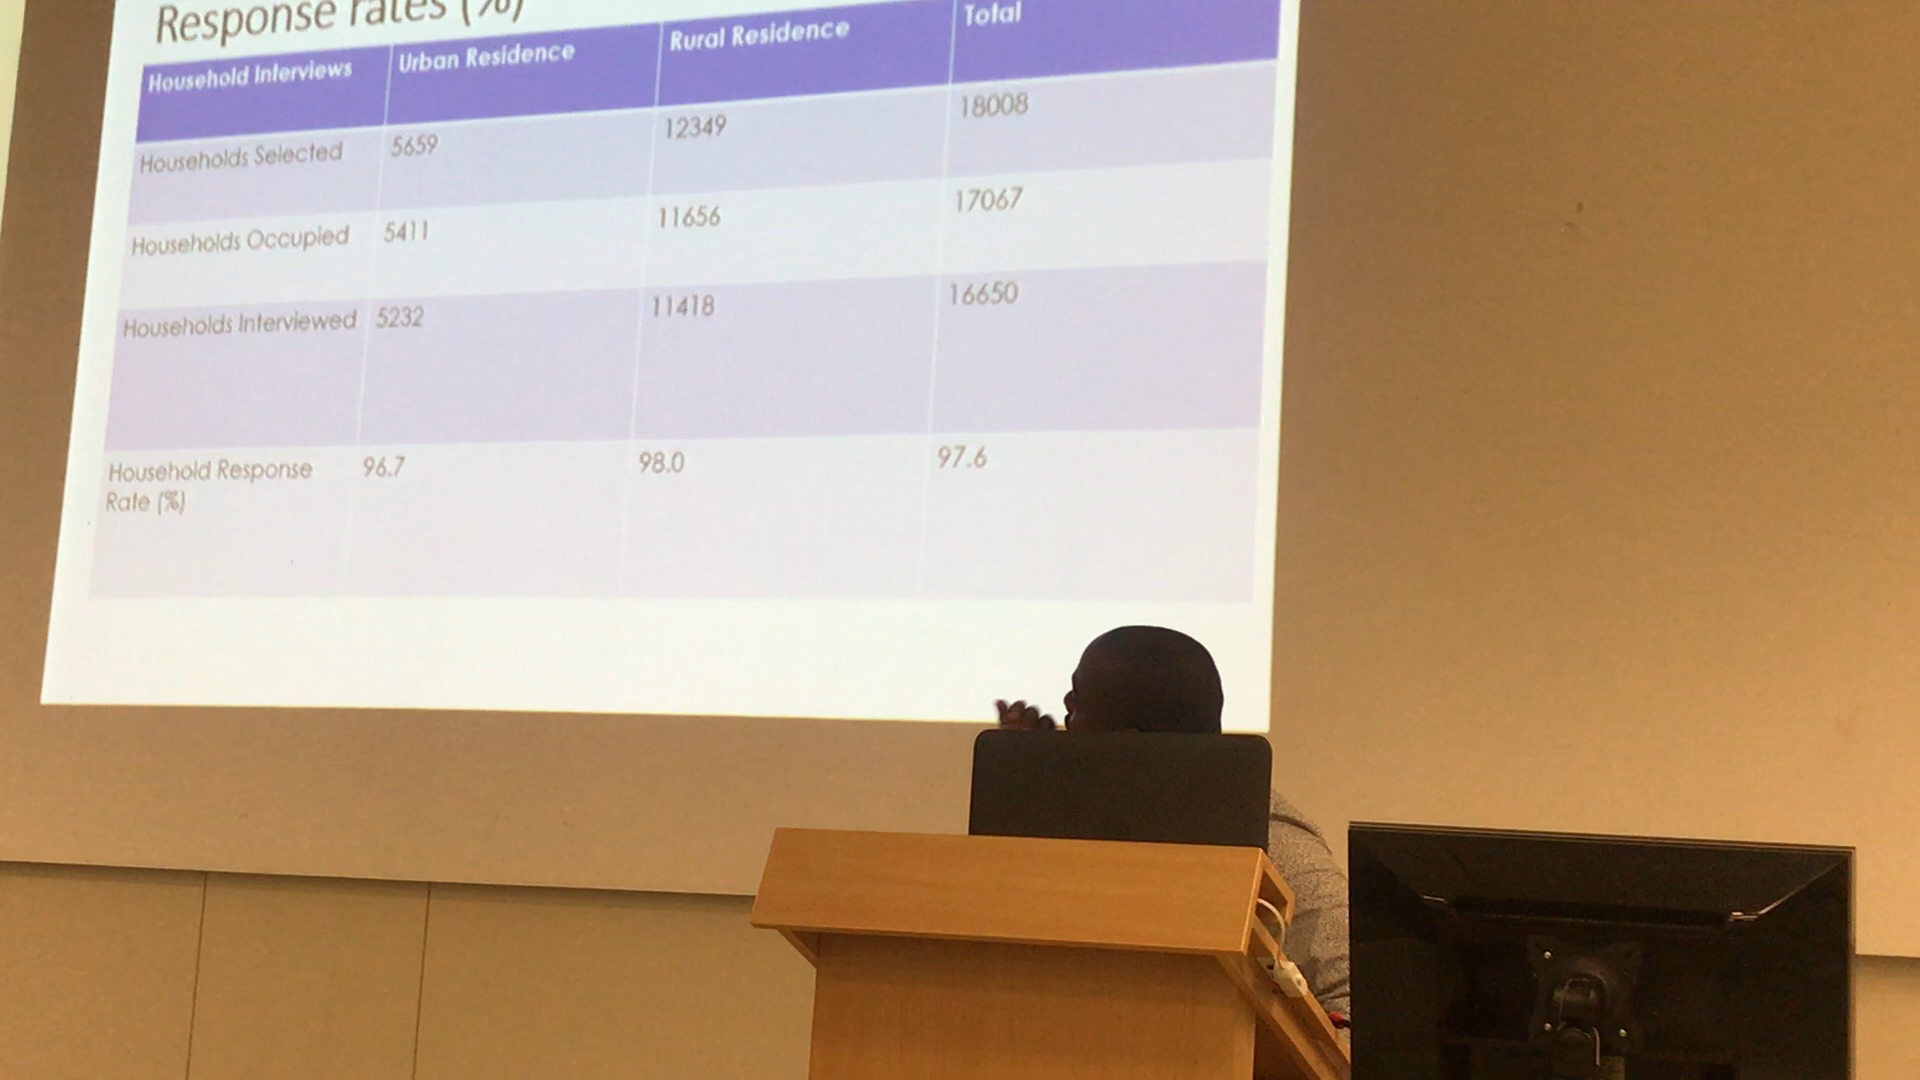 Response rates (%)
Household Interviews Urban Residence Rural Residence Total
Households Selected 5659 12349 18008
Households Occupied 5411 11656 17067
Households Interviewed 5232 11418 16650
Household Response 96.7 98.0 97.6
Rate (%)